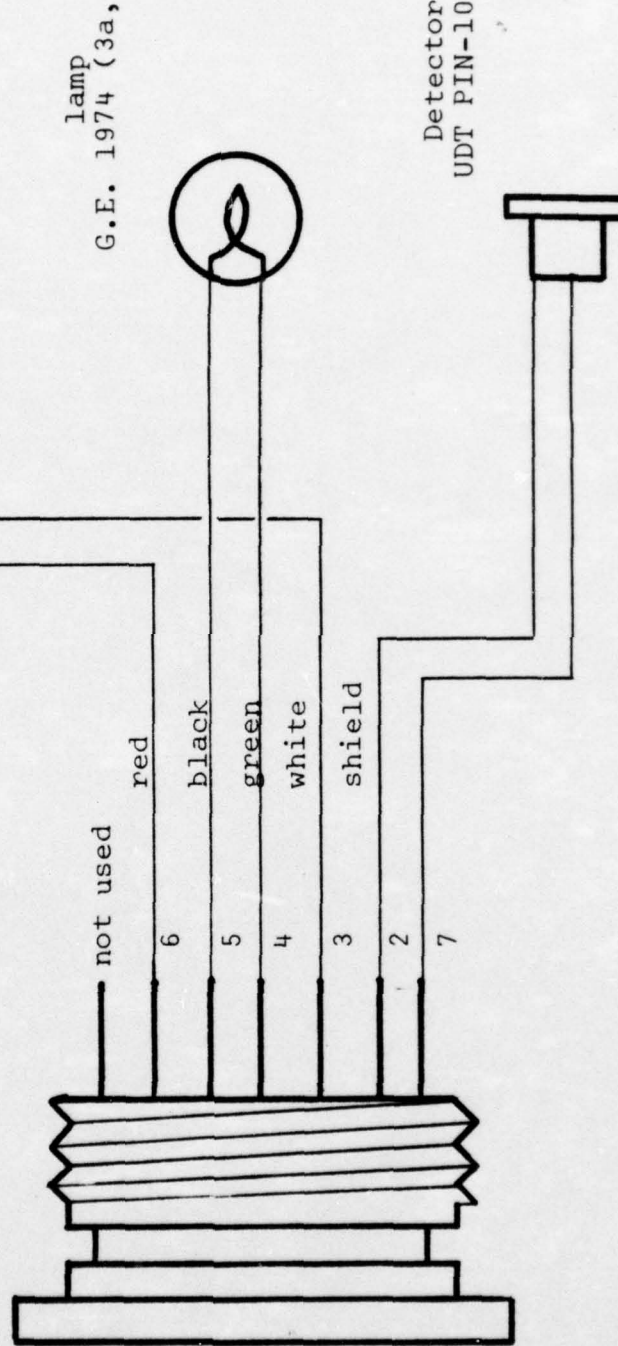 lamp
G.E. 1974 (3a,
Detector
UDT PIN-10
not used
red
black
green
white
shield
6
5
4
3
2
7